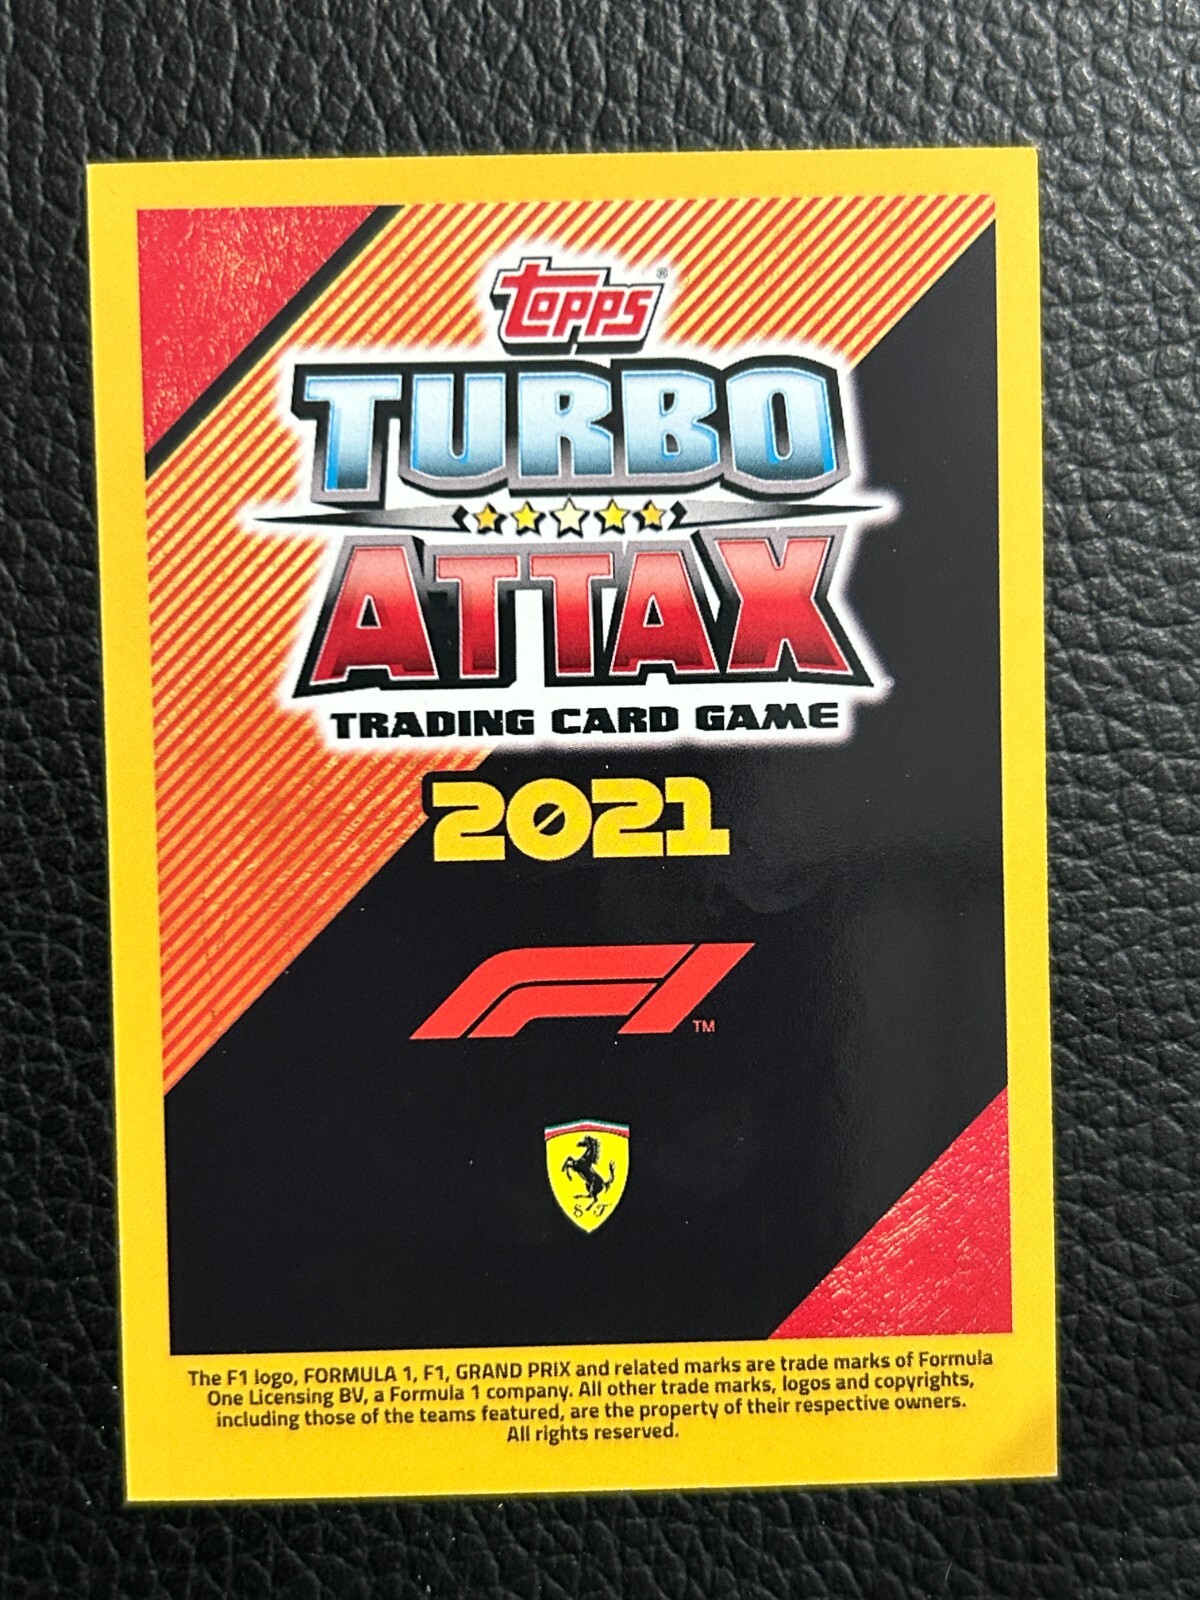 topps®
TURBO
ATTAX
TRADING CARD GAME
2021
F1™
S F
The F1 logo, FORMULA 1, F1, GRAND PRIX and related marks are trade marks of Formula
One Licensing BV, a Formula 1 company. All other trade marks, logos and copyrights,
including those of the teams featured, are the property of their respective owners.
All rights reserved.